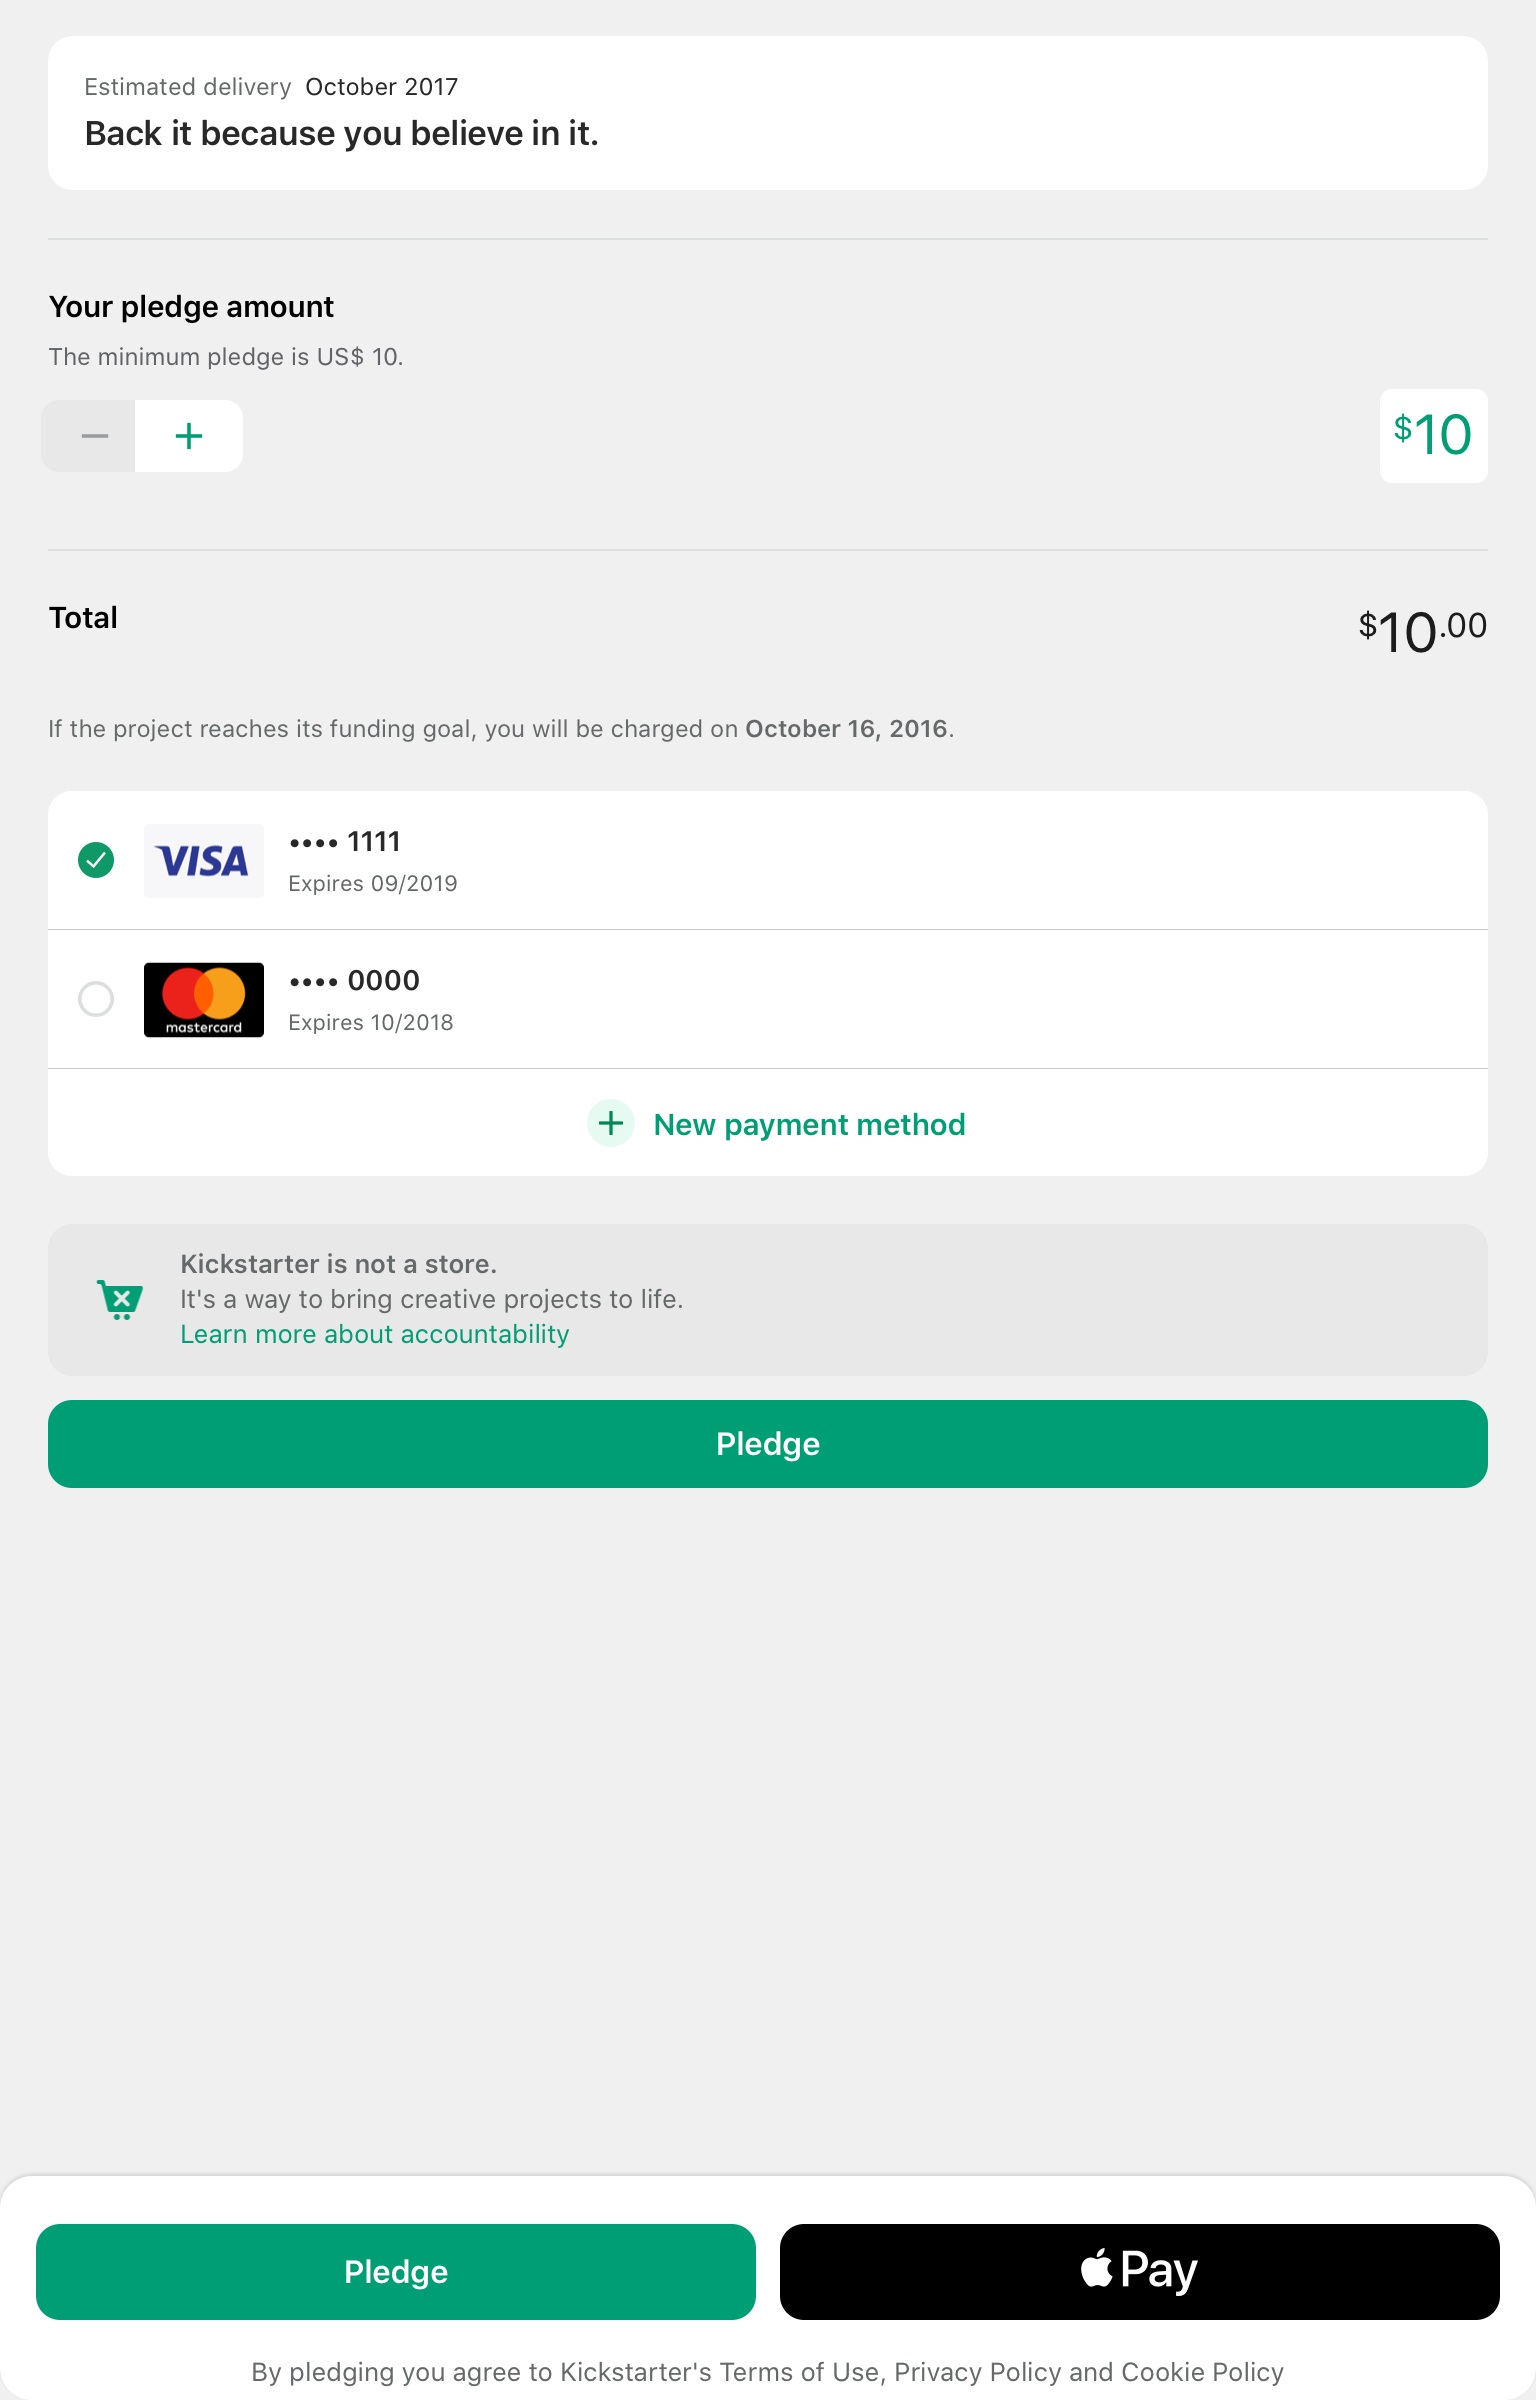 Estimated delivery October 2017
Back it because you believe in it.
Your pledge amount
The minimum pledge is US$ 10.
$10
Total
$10.00
If the project reaches its funding goal, you will be charged on October 16, 2016.
VISA
•••• 1111
Expires 09/2019
mastercard
•••• 0000
Expires 10/2018
New payment method
Kickstarter is not a store.
It's a way to bring creative projects to life.
Learn more about accountability
Pledge
Pledge
Pay
By pledging you agree to Kickstarter's Terms of Use, Privacy Policy and Cookie Policy